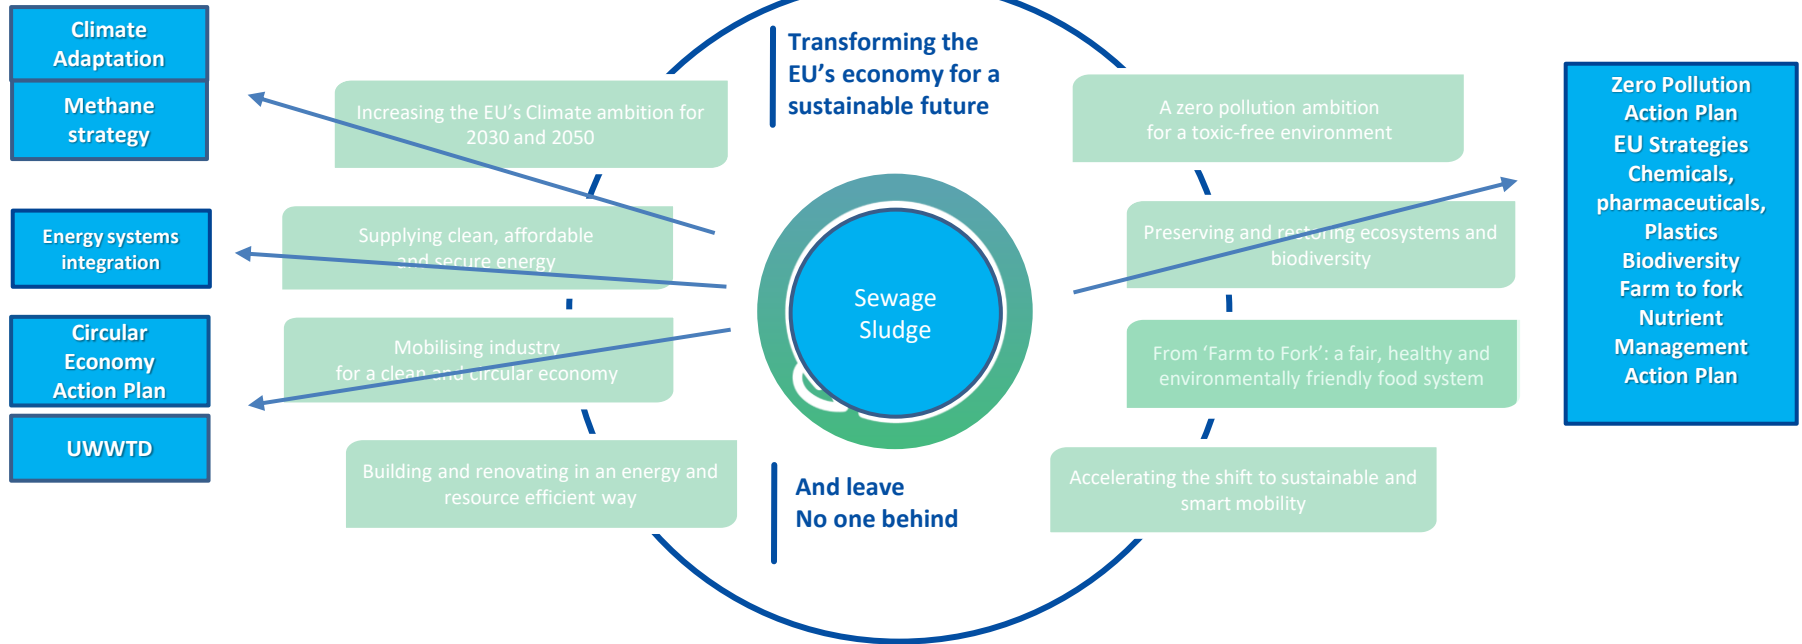 Climate
Adaptation
Methane
strategy
Energy systems
integration
Circular
Economy
Action Plan
UWWTD
Increasing the EU's Climate ambition for
2030 and 2050
Supplying clean, affordable
and secure energy
Mobilising industry
for a clean and circular economy
Building and renovating in an energy and
resource efficient way
Transforming the
EU's economy for a
sustainable future
Sewage
Sludge
And leave
No one behind
A zero pollution ambition
for a toxic-free environment
Preserving and restoring ecosystems and
biodiversity
From ‘Farm to Fork’: a fair, healthy and
environmentally friendly food system
Accelerating the shift to sustainable and
smart mobility
Zero Pollution
Action Plan
EU Strategies
Chemicals,
pharmaceuticals,
Plastics
Biodiversity
Farm to fork
Nutrient
Management
Action Plan